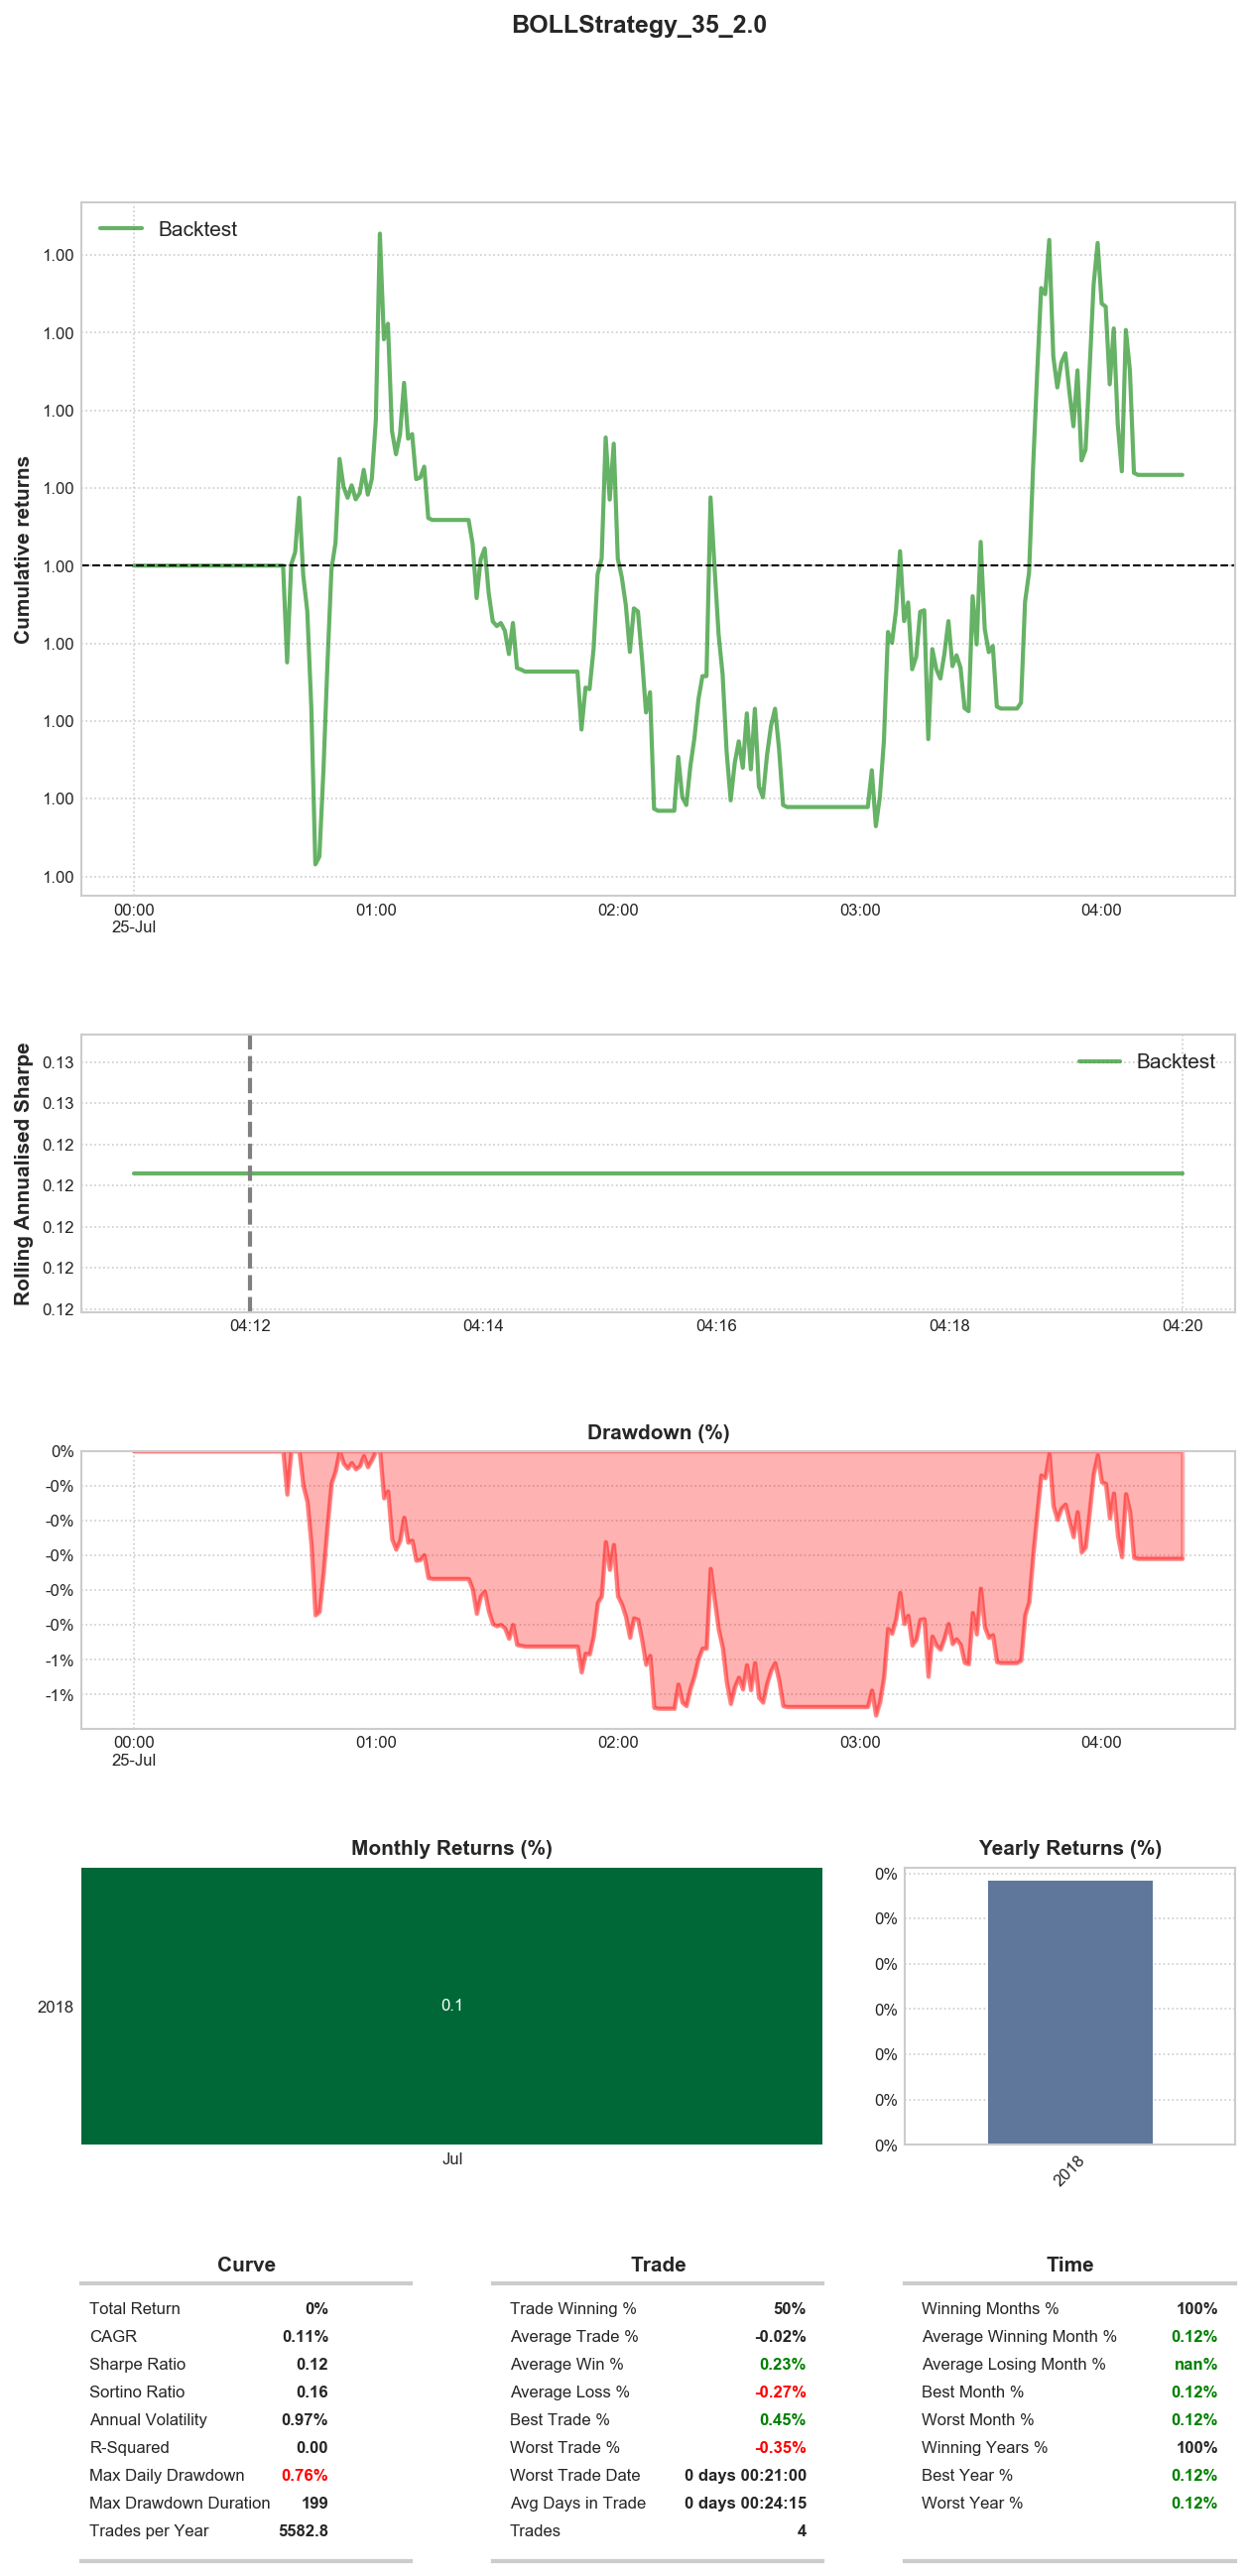 BOLLStrategy_35_2.0
Backtest
Cumulative returns
1.00
1.00
1.00
1.00
1.00
1.00
1.00
1.00
1.00
00:00 01:00 02:00 03:00 04:00
25-Jul
Backtest
Rolling Annualised Sharpe
0.13
0.13
0.12
0.12
0.12
0.12
0.12
04:12 04:14 04:16 04:18 04:20
Drawdown (%)
0%
-0%
-0%
-0%
-0%
-0%
-1%
-1%
00:00 01:00 02:00 03:00 04:00
25-Jul
Monthly Returns (%)
2018
0.1
Jul
Yearly Returns (%)
0%
0%
0%
0%
0%
0%
0%
2018
Curve
Total Return 0%
CAGR 0.11%
Sharpe Ratio 0.12
Sortino Ratio 0.16
Annual Volatility 0.97%
R-Squared 0.00
Max Daily Drawdown 0.76%
Max Drawdown Duration 199
Trades per Year 5582.8
Trade
Trade Winning % 50%
Average Trade % -0.02%
Average Win % 0.23%
Average Loss % -0.27%
Best Trade % 0.45%
Worst Trade % -0.35%
Worst Trade Date 0 days 00:21:00
Avg Days in Trade 0 days 00:24:15
Trades 4
Time
Winning Months % 100%
Average Winning Month % 0.12%
Average Losing Month % nan%
Best Month % 0.12%
Worst Month % 0.12%
Winning Years % 100%
Best Year % 0.12%
Worst Year % 0.12%